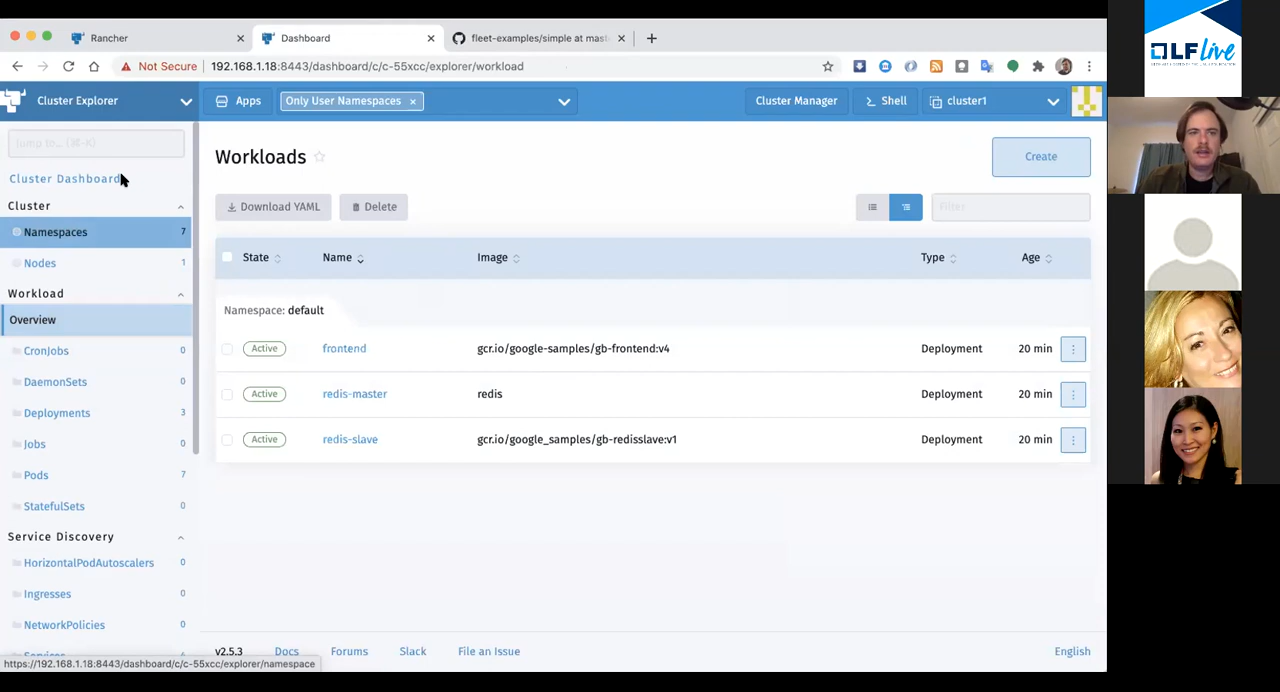 Rancher
Dashboard
fleet-examples/simple at mast
Not Secure
192.168.1.18:8443/dashboard/c/c-55xcc/explorer/workload
Cluster Explorer
Apps
Only User Namespaces
Cluster Manager
Shell
cluster1
Jump to... (⌘-K)
Cluster Dashboard
Cluster
Namespaces 7
Nodes 1
Workload
Overview
CronJobs 0
DaemonSets 0
Deployments 3
Jobs 0
Pods 7
StatefulSets 0
Service Discovery
HorizontalPodAutoscalers 0
Ingresses 0
NetworkPolicies 0
https://192.168.1.18:8443/dashboard/c/c-55xcc/explorer/namespace
Workloads
Create
Download YAML
Delete
Filter
State Name Image Type Age
Namespace: default
Active frontend gcr.io/google-samples/gb-frontend:v4 Deployment 20 min
Active redis-master redis Deployment 20 min
Active redis-slave gcr.io/google_samples/gb-redisslave:v1 Deployment 20 min
v2.5.3 Docs Forums Slack File an Issue English
LF Live